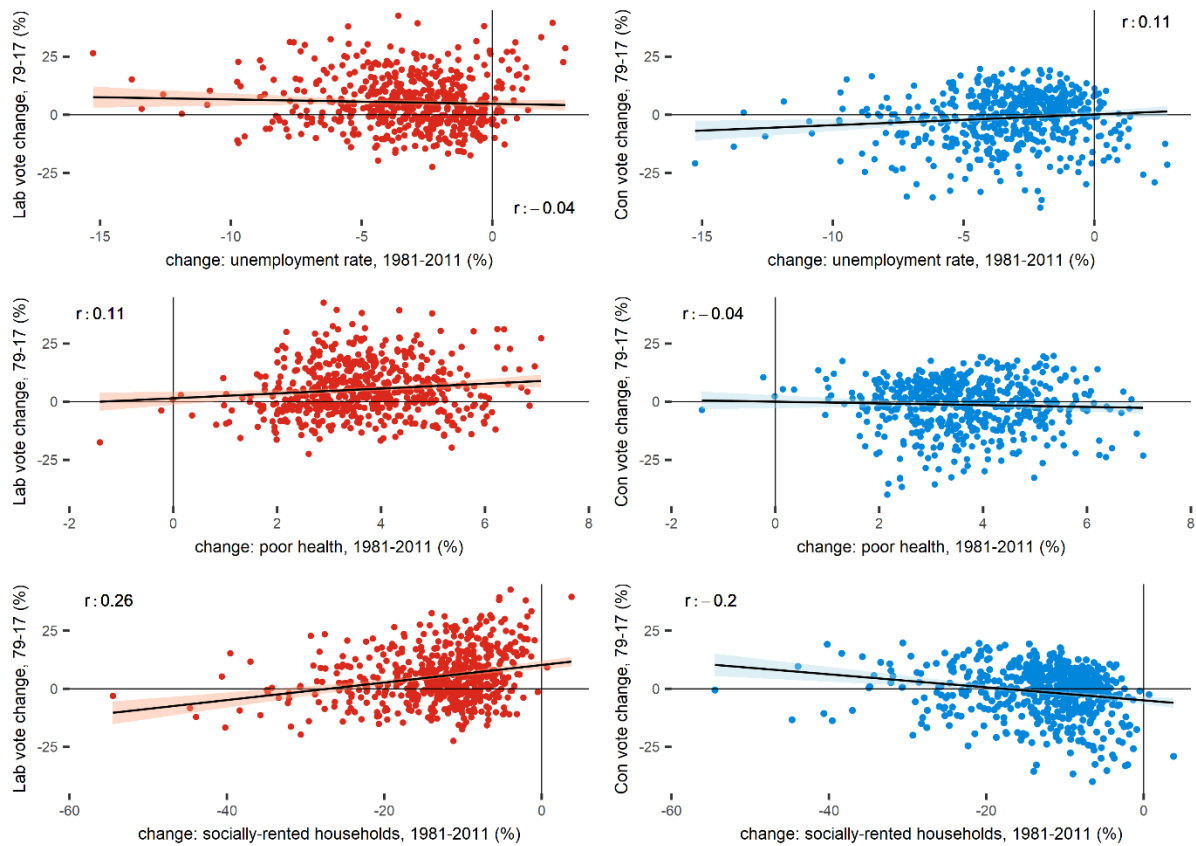 Lab vote change, 79-17 (%)
25
0
-25
r : − 0.04
-15
-10
-5
0
change: unemployment rate, 1981-2011 (%)
Con vote change, 79-17 (%)
25
0
-25
r : 0.11
-15
-10
-5
0
change: unemployment rate, 1981-2011 (%)
Lab vote change, 79-17 (%)
25
0
-25
r : 0.11
-2
0
2
4
6
8
change: poor health, 1981-2011 (%)
Con vote change, 79-17 (%)
25
0
-25
r : − 0.04
-2
0
2
4
6
8
change: poor health, 1981-2011 (%)
Lab vote change, 79-17 (%)
25
0
-25
r : 0.26
-60
-40
-20
0
change: socially-rented households, 1981-2011 (%)
Con vote change, 79-17 (%)
25
0
-25
r : − 0.2
-60
-40
-20
0
change: socially-rented households, 1981-2011 (%)